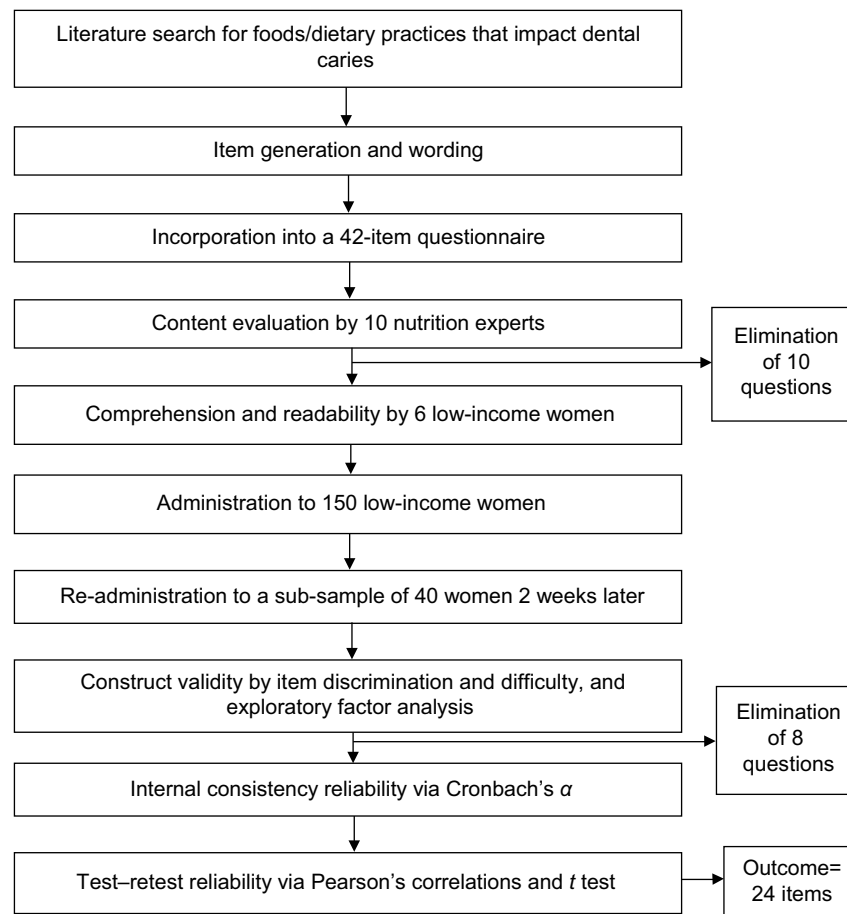 Literature search for foods/dietary practices that impact dental
caries
Item generation and wording
Incorporation into a 42-item questionnaire
Content evaluation by 10 nutrition experts
Elimination
of 10
questions
Comprehension and readability by 6 low-income women
Administration to 150 low-income women
Re-administration to a sub-sample of 40 women 2 weeks later
Construct validity by item discrimination and difficulty, and
exploratory factor analysis
Elimination
of 8
questions
Internal consistency reliability via Cronbach's α
Test–retest reliability via Pearson's correlations and t test
Outcome=
24 items